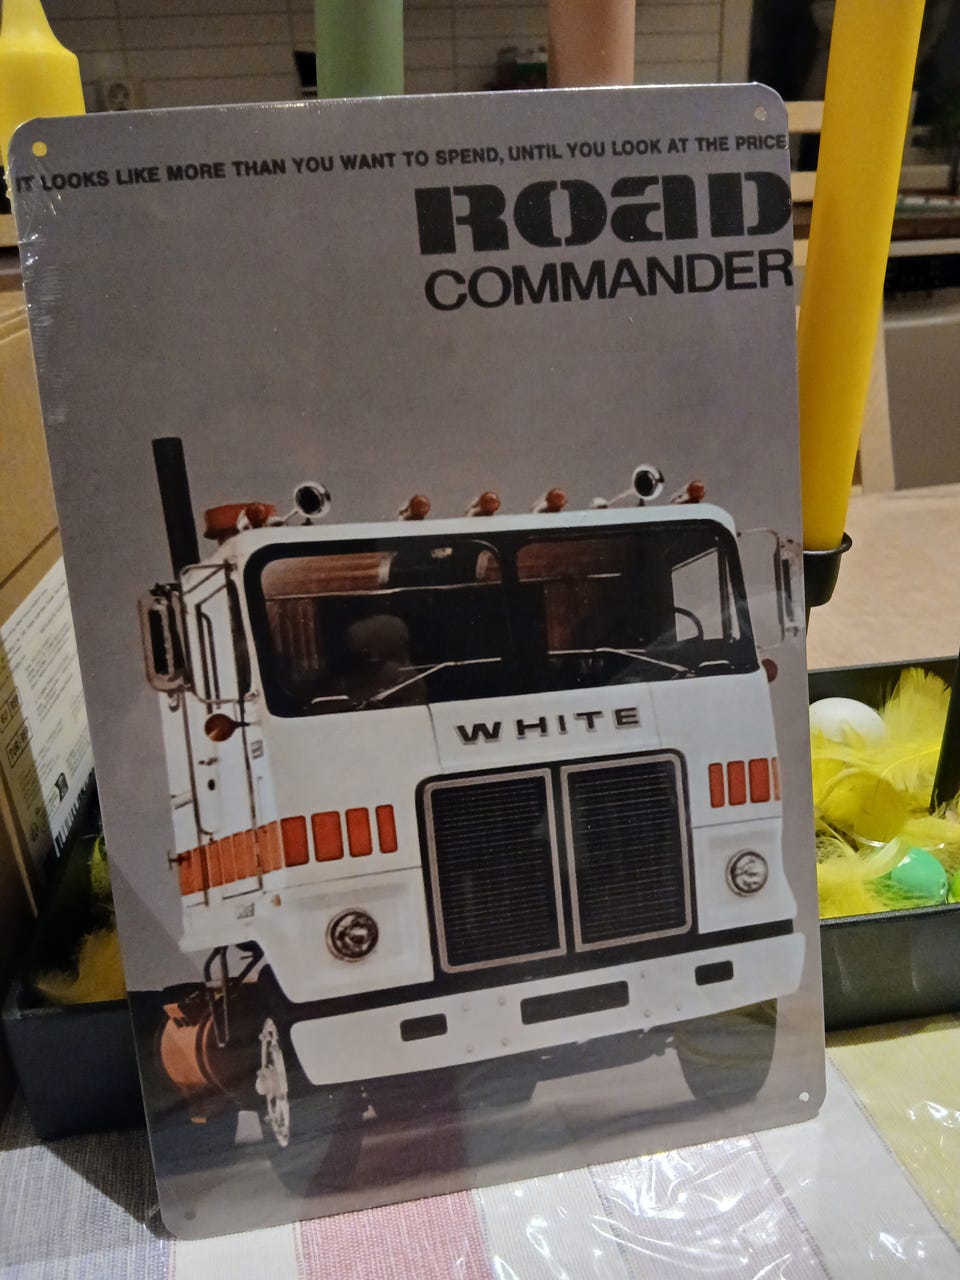 IT LOOKS LIKE MORE THAN YOU WANT TO SPEND, UNTIL YOU LOOK AT THE PRICE
ROAD
COMMANDER
WHITE